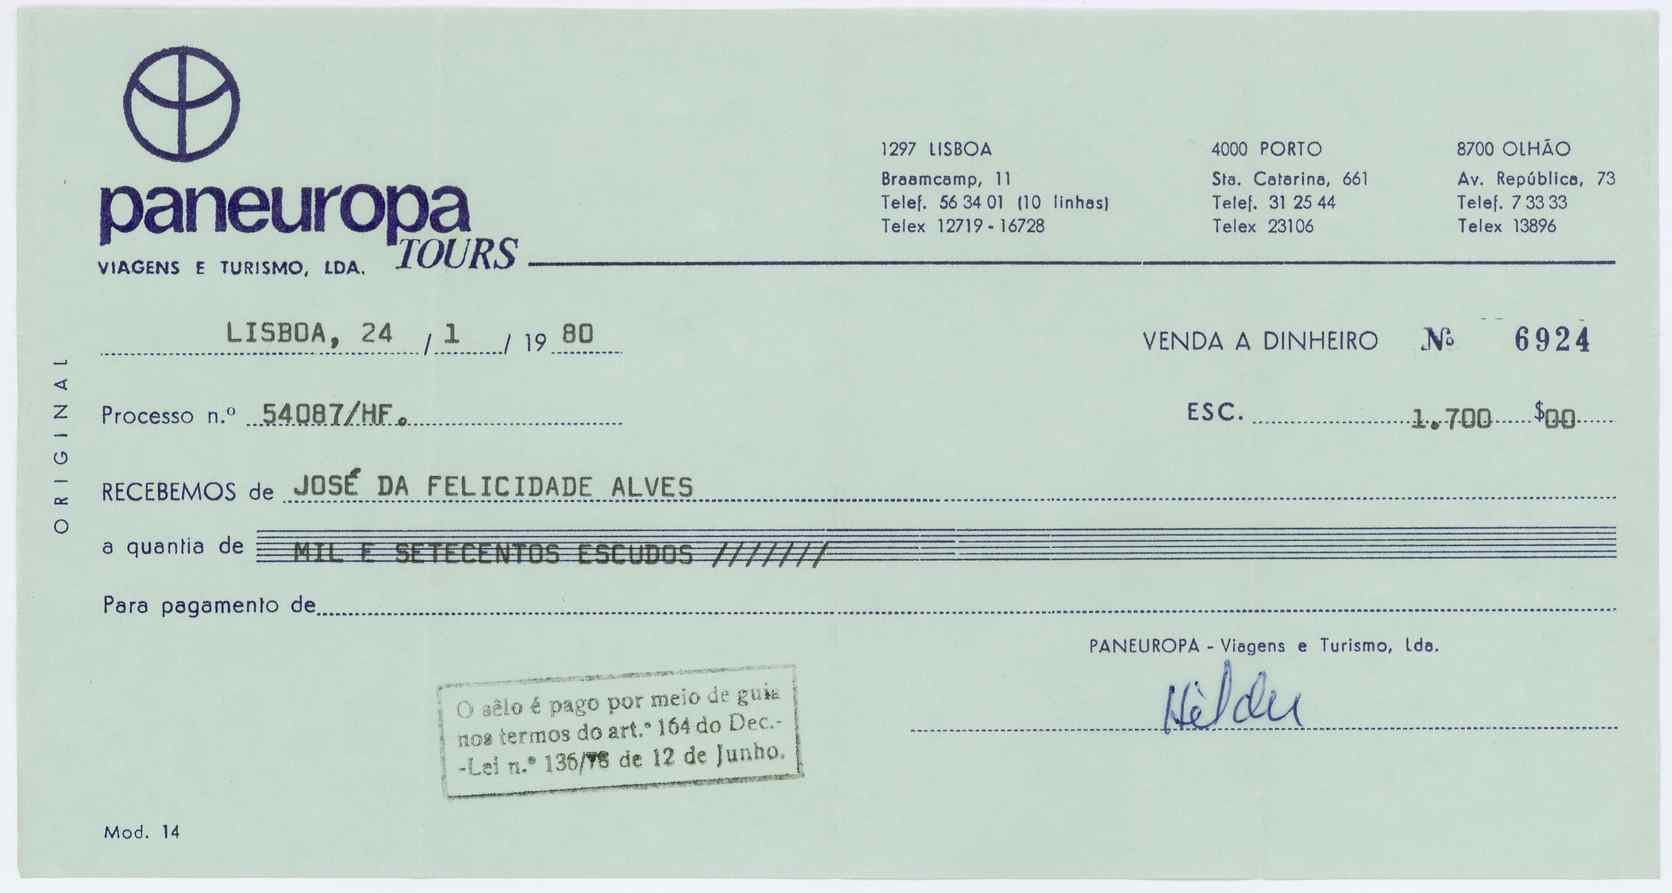 paneuropa
TOURS
VIAGENS E TURISMO, LDA.
1297 LISBOA
Braamcamp, 11
Telef. 56 34 01 (10 linhas)
Telex 12719 - 16728
4000 PORTO
Sta. Catarina, 661
Telef. 31 25 44
Telex 23106
8700 OLHÃO
Av. República, 73
Telef. 7 33 33
Telex 13896
LISBOA, 24 / 1 / 19 80
VENDA A DINHEIRO Nº 6924
Processo n.º 54087/HF.
ESC. 1.700 $00
ORIGINAL
RECEBEMOS de JOSÉ DA FELICIDADE ALVES
a quantia de MIL E SETECENTOS ESCUDOS ///////
Para pagamento de
PANEUROPA - Viagens e Turismo, Lda.
O sêlo é pago por meio de guia
nos termos do art.º 164 do Dec.-
-Lei n.º 136/78 de 12 de Junho.
Mod. 14